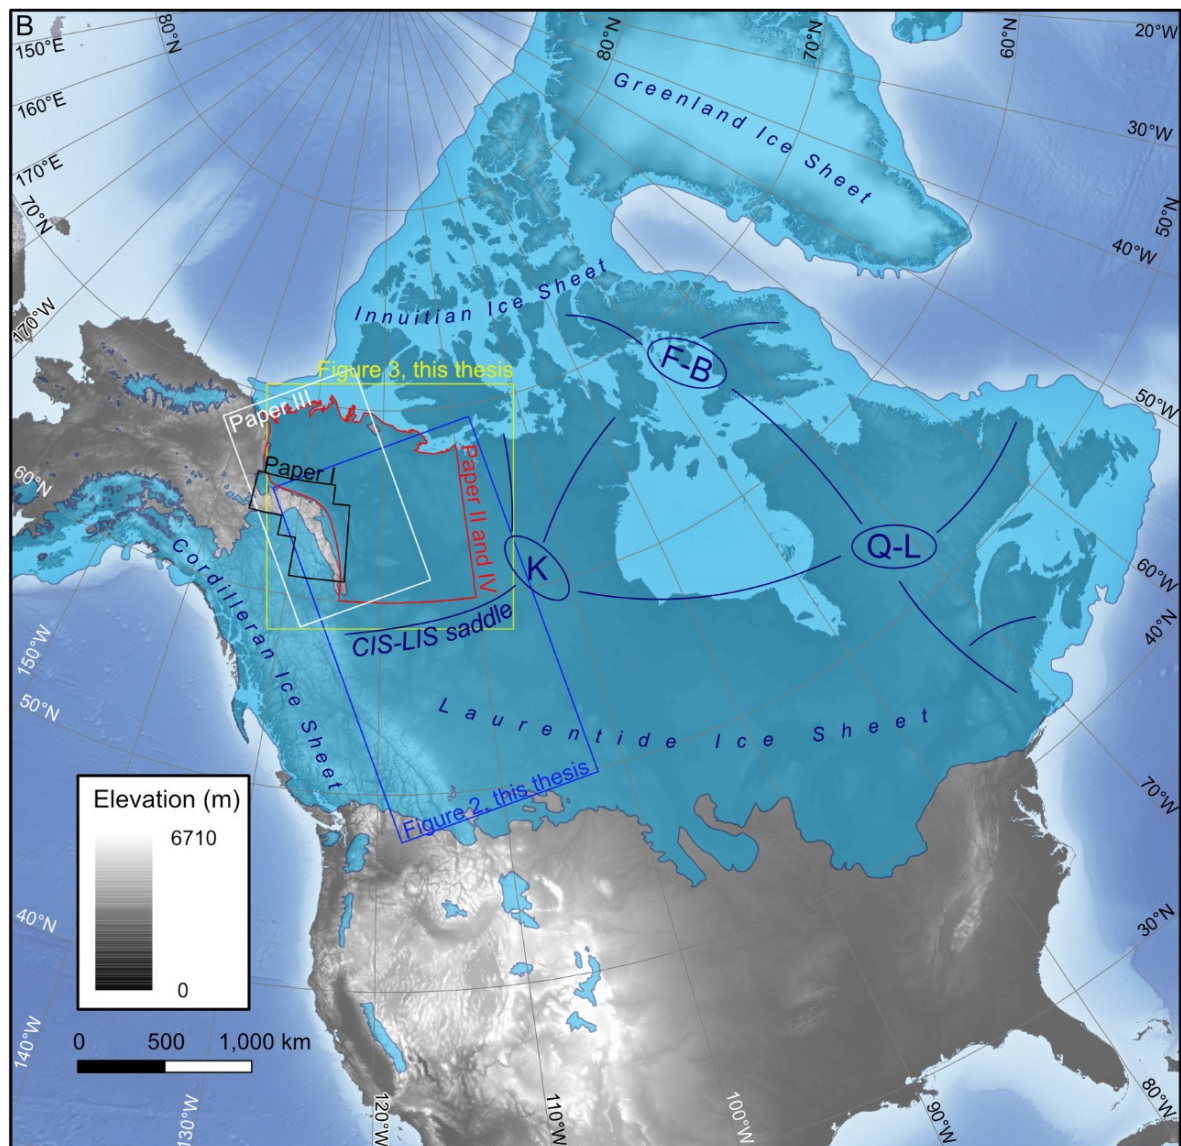 B
150°E
80°N
80°N
70°N
60°N
20°W
160°E
30°W
170°E
70°N
50°N
40°W
170°W
Greenland Ice Sheet
Innuitian Ice Sheet
F-B
Figure 3, this thesis
Paper III
Paper I
Paper II and IV
50°W
60°N
K
Q-L
60°W
40°N
CIS-LIS saddle
Cordilleran Ice Sheet
150°W
50°N
Laurentide Ice Sheet
Figure 2, this thesis
70°W
Elevation (m)
6710
0
40°N
30°N
0 500 1,000 km
140°W
130°W
120°W
110°W
100°W
90°W
80°W